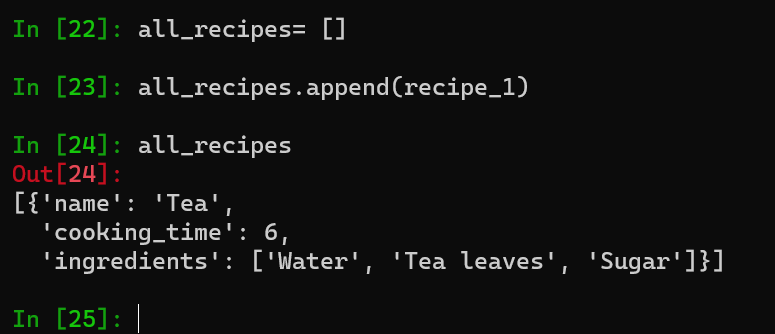 In [22]: all_recipes= []
In [23]: all_recipes.append(recipe_1)
In [24]: all_recipes
Out[24]:
[{'name': 'Tea',
  'cooking_time': 6,
  'ingredients': ['Water', 'Tea leaves', 'Sugar']}]
In [25]: